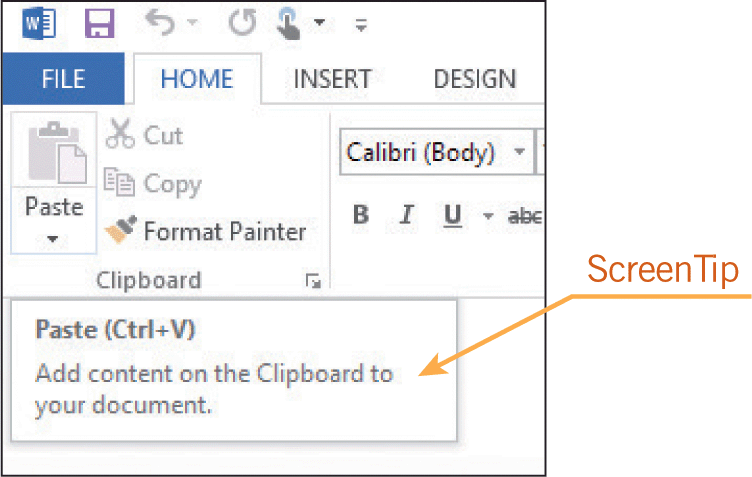 W
FILE HOME INSERT DESIGN
Cut
Copy
Paste
Format Painter
Clipboard
Calibri (Body)
B I U abc
ScreenTip
Paste (Ctrl+V)
Add content on the Clipboard to
your document.